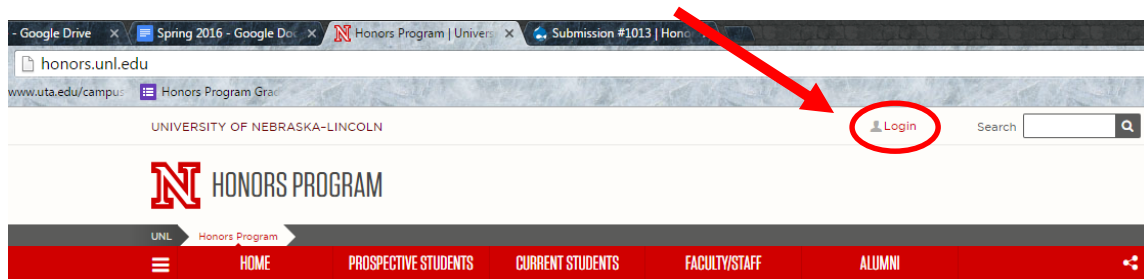 - Google Drive x Spring 2016 - Google Doc x Honors Program | Univers x Submission #1013 | Hono
honors.unl.edu
www.uta.edu/campus Honors Program Grad
UNIVERSITY OF NEBRASKA–LINCOLN Login Search
N HONORS PROGRAM
UNL Honors Program
HOME PROSPECTIVE STUDENTS CURRENT STUDENTS FACULTY/STAFF ALUMNI